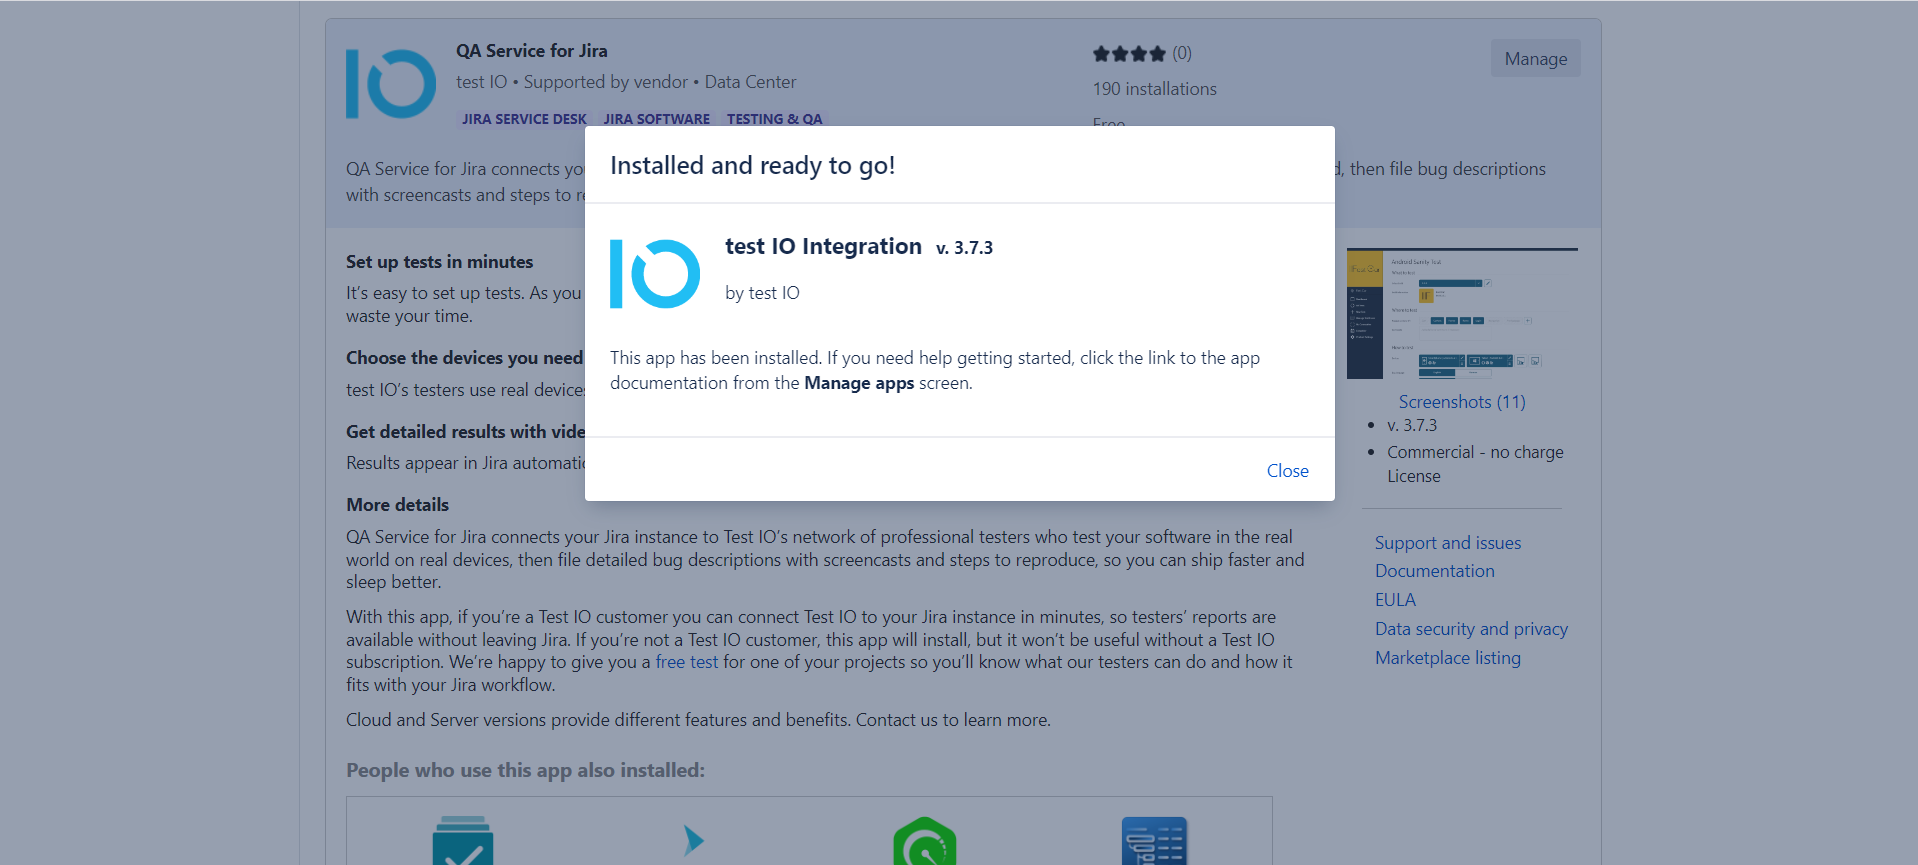 QA Service for Jira
test IO • Supported by vendor • Data Center
JIRA SERVICE DESK JIRA SOFTWARE TESTING & QA
(0)
190 installations
Free
Manage
QA Service for Jira connects yo
, then file bug descriptions
with screencasts and steps to re
Installed and ready to go!
IO
test IO Integration v. 3.7.3
by test IO
This app has been installed. If you need help getting started, click the link to the app
documentation from the Manage apps screen.
Close
Set up tests in minutes
It’s easy to set up tests. As you
waste your time.
Choose the devices you need
test IO’s testers use real device
Get detailed results with vide
Results appear in Jira automatic
More details
QA Service for Jira connects your Jira instance to Test IO’s network of professional testers who test your software in the real
world on real devices, then file detailed bug descriptions with screencasts and steps to reproduce, so you can ship faster and
sleep better.
With this app, if you’re a Test IO customer you can connect Test IO to your Jira instance in minutes, so testers’ reports are
available without leaving Jira. If you’re not a Test IO customer, this app will install, but it won’t be useful without a Test IO
subscription. We’re happy to give you a free test for one of your projects so you’ll know what our testers can do and how it
fits with your Jira workflow.
Cloud and Server versions provide different features and benefits. Contact us to learn more.
People who use this app also installed:
Android Sanity Test
Screenshots (11)
• v. 3.7.3
• Commercial - no charge
License
Support and issues
Documentation
EULA
Data security and privacy
Marketplace listing